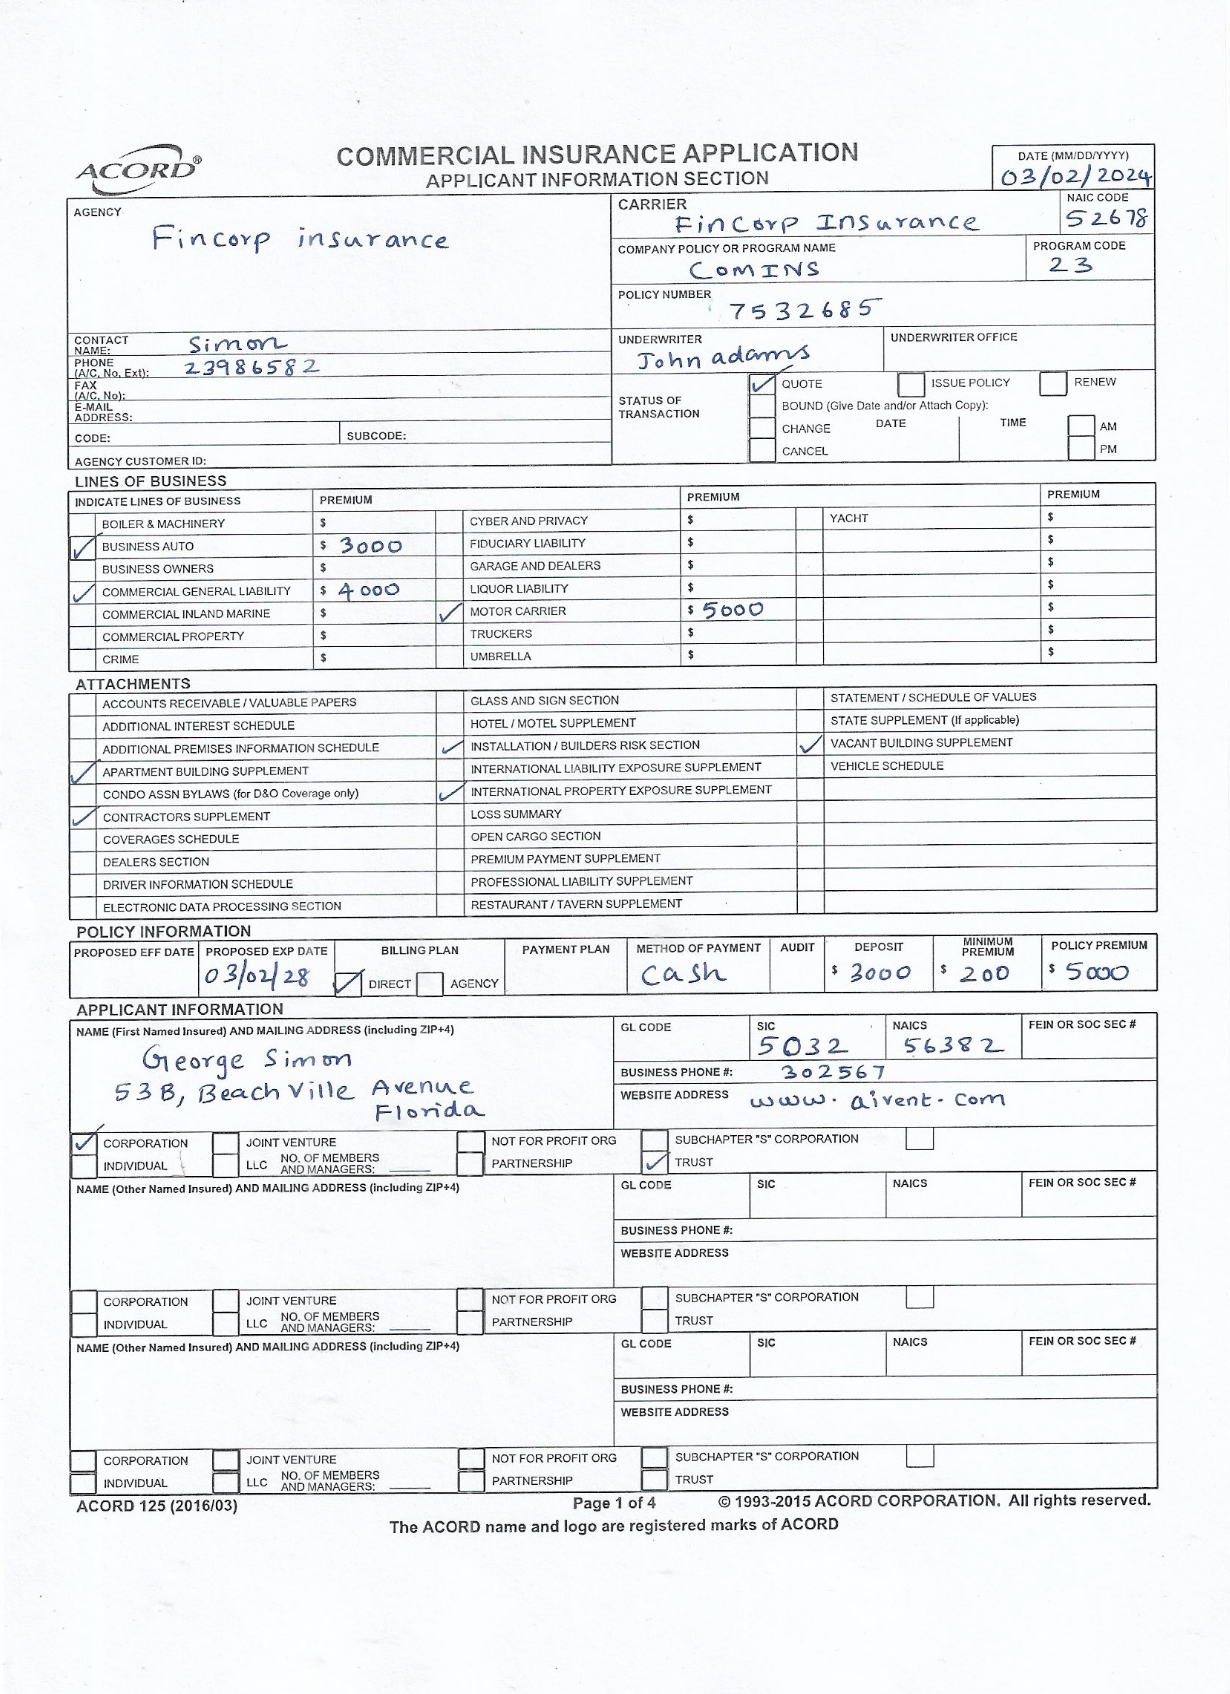 ACORD®
COMMERCIAL INSURANCE APPLICATION
APPLICANT INFORMATION SECTION
DATE (MM/DD/YYYY)
03/02/2024
AGENCY
Fincorp insurance
CARRIER
FinCorp Insurance
NAIC CODE
52678
COMPANY POLICY OR PROGRAM NAME
ComINS
PROGRAM CODE
23
POLICY NUMBER
7532685
CONTACT NAME: Simon
PHONE (A/C, No, Ext): 23986582
FAX (A/C, No):
E-MAIL ADDRESS:
CODE: SUBCODE:
AGENCY CUSTOMER ID:
UNDERWRITER
John adams
UNDERWRITER OFFICE
STATUS OF TRANSACTION
QUOTE ISSUE POLICY RENEW
BOUND (Give Date and/or Attach Copy):
CHANGE DATE TIME AM
CANCEL PM
LINES OF BUSINESS
INDICATE LINES OF BUSINESS PREMIUM PREMIUM PREMIUM
BOILER & MACHINERY $ CYBER AND PRIVACY $ YACHT $
BUSINESS AUTO $ 3000 FIDUCIARY LIABILITY $ $
BUSINESS OWNERS $ GARAGE AND DEALERS $ $
COMMERCIAL GENERAL LIABILITY $ 4000 LIQUOR LIABILITY $ $
COMMERCIAL INLAND MARINE $ MOTOR CARRIER $ 5000 $
COMMERCIAL PROPERTY $ TRUCKERS $ $
CRIME $ UMBRELLA $ $
ATTACHMENTS
ACCOUNTS RECEIVABLE / VALUABLE PAPERS GLASS AND SIGN SECTION STATEMENT / SCHEDULE OF VALUES
ADDITIONAL INTEREST SCHEDULE HOTEL / MOTEL SUPPLEMENT STATE SUPPLEMENT (If applicable)
ADDITIONAL PREMISES INFORMATION SCHEDULE INSTALLATION / BUILDERS RISK SECTION VACANT BUILDING SUPPLEMENT
APARTMENT BUILDING SUPPLEMENT INTERNATIONAL LIABILITY EXPOSURE SUPPLEMENT VEHICLE SCHEDULE
CONDO ASSN BYLAWS (for D&O Coverage only) INTERNATIONAL PROPERTY EXPOSURE SUPPLEMENT
CONTRACTORS SUPPLEMENT LOSS SUMMARY
COVERAGES SCHEDULE OPEN CARGO SECTION
DEALERS SECTION PREMIUM PAYMENT SUPPLEMENT
DRIVER INFORMATION SCHEDULE PROFESSIONAL LIABILITY SUPPLEMENT
ELECTRONIC DATA PROCESSING SECTION RESTAURANT / TAVERN SUPPLEMENT
POLICY INFORMATION
PROPOSED EFF DATE PROPOSED EXP DATE BILLING PLAN PAYMENT PLAN METHOD OF PAYMENT AUDIT DEPOSIT MINIMUM PREMIUM POLICY PREMIUM
03/02/28 DIRECT AGENCY Cash $ 3000 $ 200 $ 5000
APPLICANT INFORMATION
NAME (First Named Insured) AND MAILING ADDRESS (including ZIP+4)
George Simon
53B, Beach Ville Avenue
Florida
GL CODE SIC NAICS FEIN OR SOC SEC #
5032 56382
BUSINESS PHONE #: 302567
WEBSITE ADDRESS www.aivent.com
CORPORATION JOINT VENTURE NOT FOR PROFIT ORG SUBCHAPTER "S" CORPORATION
INDIVIDUAL LLC NO. OF MEMBERS AND MANAGERS: PARTNERSHIP TRUST
NAME (Other Named Insured) AND MAILING ADDRESS (including ZIP+4)
GL CODE SIC NAICS FEIN OR SOC SEC #
BUSINESS PHONE #:
WEBSITE ADDRESS
CORPORATION JOINT VENTURE NOT FOR PROFIT ORG SUBCHAPTER "S" CORPORATION
INDIVIDUAL LLC NO. OF MEMBERS AND MANAGERS: PARTNERSHIP TRUST
NAME (Other Named Insured) AND MAILING ADDRESS (including ZIP+4)
GL CODE SIC NAICS FEIN OR SOC SEC #
BUSINESS PHONE #:
WEBSITE ADDRESS
CORPORATION JOINT VENTURE NOT FOR PROFIT ORG SUBCHAPTER "S" CORPORATION
INDIVIDUAL LLC NO. OF MEMBERS AND MANAGERS: PARTNERSHIP TRUST
ACORD 125 (2016/03) Page 1 of 4 © 1993-2015 ACORD CORPORATION. All rights reserved.
The ACORD name and logo are registered marks of ACORD